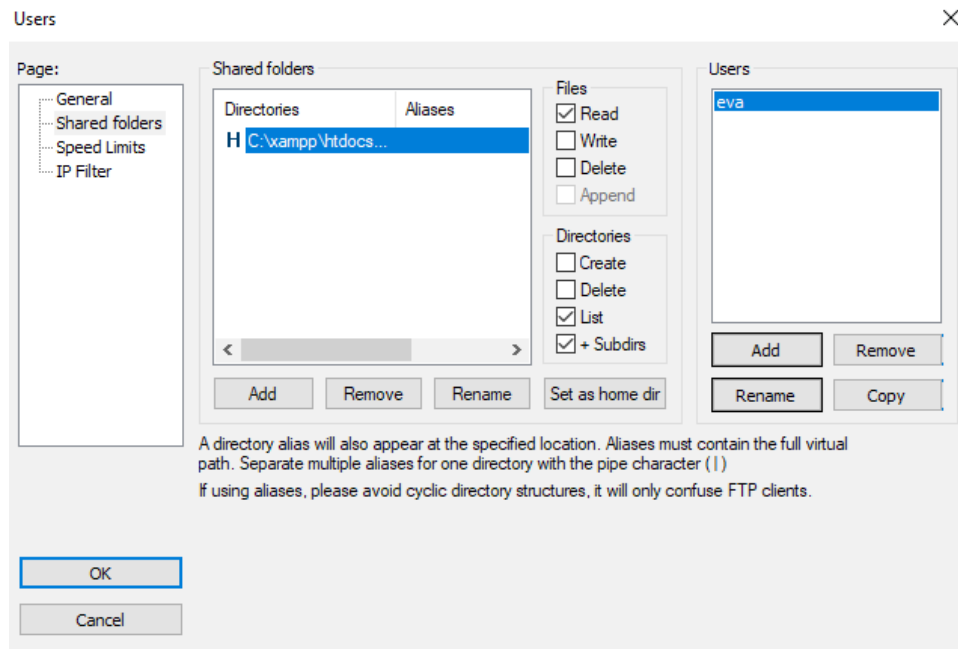 Users
Page:
General
Shared folders
Speed Limits
IP Filter
Shared folders
Directories Aliases
H C:\xampp\htdocs...
Files
Read
Write
Delete
Append
Directories
Create
Delete
List
+ Subdirs
Add Remove Rename Set as home dir
Users
eva
Add Remove
Rename Copy
A directory alias will also appear at the specified location. Aliases must contain the full virtual
path. Separate multiple aliases for one directory with the pipe character (|)
If using aliases, please avoid cyclic directory structures, it will only confuse FTP clients.
OK
Cancel